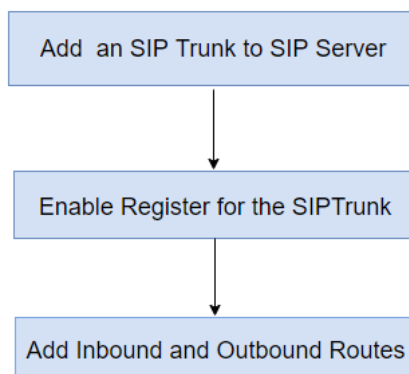 Add an SIP Trunk to SIP Server
Enable Register for the SIPTrunk
Add Inbound and Outbound Routes